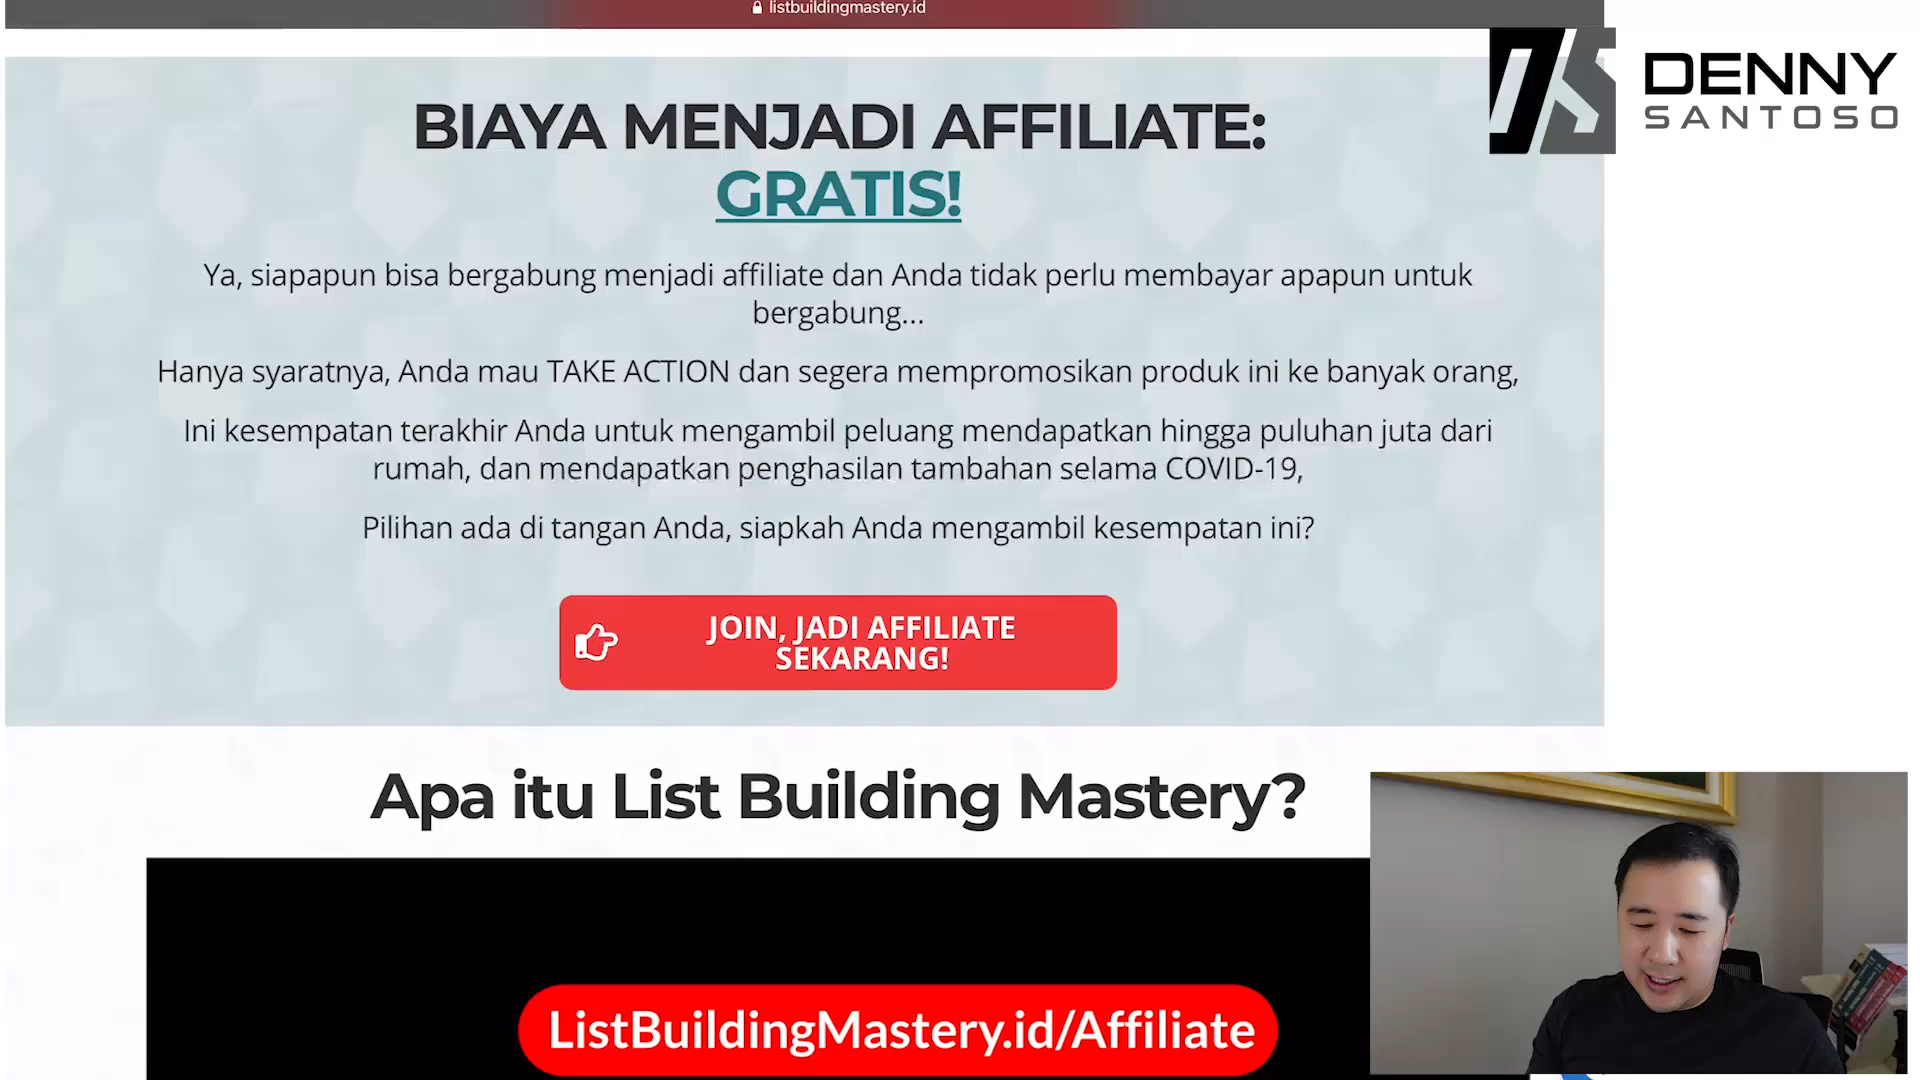 listbuildingmastery.id
DENNY
SANTOSO
BIAYA MENJADI AFFILIATE:
GRATIS!
Ya, siapapun bisa bergabung menjadi affiliate dan Anda tidak perlu membayar apapun untuk
bergabung...
Hanya syaratnya, Anda mau TAKE ACTION dan segera mempromosikan produk ini ke banyak orang,
Ini kesempatan terakhir Anda untuk mengambil peluang mendapatkan hingga puluhan juta dari
rumah, dan mendapatkan penghasilan tambahan selama COVID-19,
Pilihan ada di tangan Anda, siapkah Anda mengambil kesempatan ini?
JOIN, JADI AFFILIATE
SEKARANG!
Apa itu List Building Mastery?
ListBuildingMastery.id/Affiliate